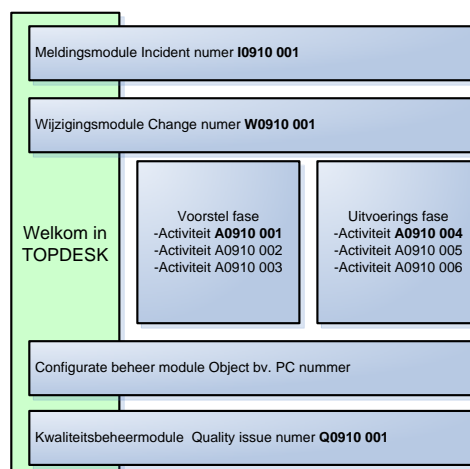 Meldingsmodule Incident numer I0910 001
Wijzigingsmodule Change numer W0910 001
Welkom in
TOPDESK
Voorstel fase
-Activiteit A0910 001
-Activiteit A0910 002
-Activiteit A0910 003
Uitvoerings fase
-Activiteit A0910 004
-Activiteit A0910 005
-Activiteit A0910 006
Configurate beheer module Object bv. PC nummer
Kwaliteitsbeheermodule Quality issue numer Q0910 001